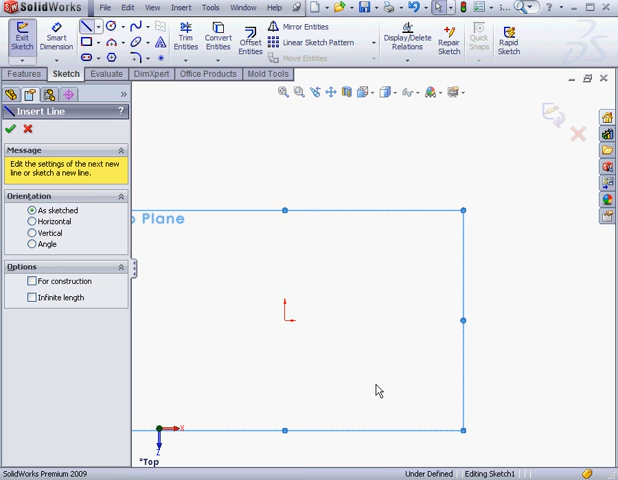 SolidWorks File Edit View Insert Tools Window Help
Exit Sketch
Smart Dimension
Trim Entities
Convert Entities
Offset Entities
Mirror Entities
Linear Sketch Pattern
Move Entities
Display/Delete Relations
Repair Sketch
Quick Snaps
Rapid Sketch
Features Sketch Evaluate DimXpert Office Products Mold Tools
Insert Line ?
Message
Edit the settings of the next new
line or sketch a new line.
Orientation
As sketched
Horizontal
Vertical
Angle
Options
For construction
Infinite length
Plane
X
Z
*Top
SolidWorks Premium 2009 Under Defined Editing Sketch1